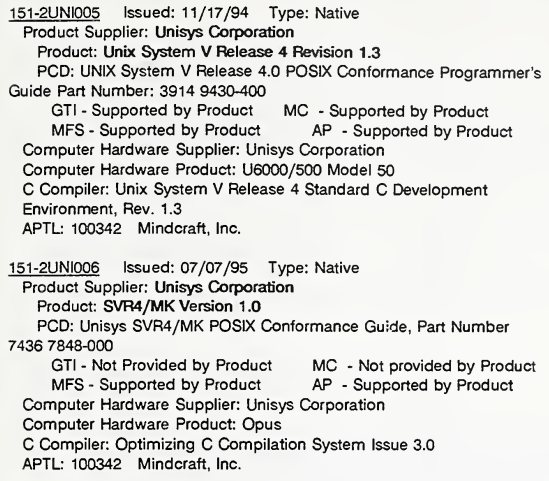 151-2UNI005 Issued: 11/17/94 Type: Native
Product Supplier: Unisys Corporation
Product: Unix System V Release 4 Revision 1.3
PCD: UNIX System V Release 4.0 POSIX Conformance Programmer's
Guide Part Number: 3914 9430-400
GTI - Supported by Product MC - Supported by Product
MFS - Supported by Product AP - Supported by Product
Computer Hardware Supplier: Unisys Corporation
Computer Hardware Product: U6000/500 Model 50
C Compiler: Unix System V Release 4 Standard C Development
Environment, Rev. 1.3
APTL: 100342 Mindcraft, Inc.
151-2UNI006 Issued: 07/07/95 Type: Native
Product Supplier: Unisys Corporation
Product: SVR4/MK Version 1.0
PCD: Unisys SVR4/MK POSIX Conformance Guide, Part Number
7436 7848-000
GTI - Not Provided by Product MC - Not provided by Product
MFS - Supported by Product AP - Supported by Product
Computer Hardware Supplier: Unisys Corporation
Computer Hardware Product: Opus
C Compiler: Optimizing C Compilation System Issue 3.0
APTL: 100342 Mindcraft, Inc.